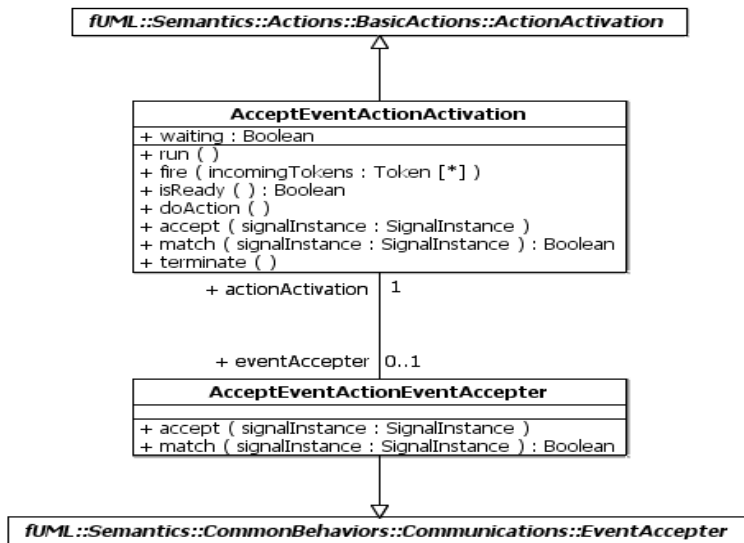 fUML::Semantics::Actions::BasicActions::ActionActivation
AcceptEventActionActivation
+ waiting : Boolean
+ run ( )
+ fire ( incomingTokens : Token [*] )
+ isReady ( ) : Boolean
+ doAction ( )
+ accept ( signalInstance : SignalInstance )
+ match ( signalInstance : SignalInstance ) : Boolean
+ terminate ( )
+ actionActivation 1
+ eventAccepter 0..1
AcceptEventActionEventAccepter
+ accept ( signalInstance : SignalInstance )
+ match ( signalInstance : SignalInstance ) : Boolean
fUML::Semantics::CommonBehaviors::Communications::EventAccepter